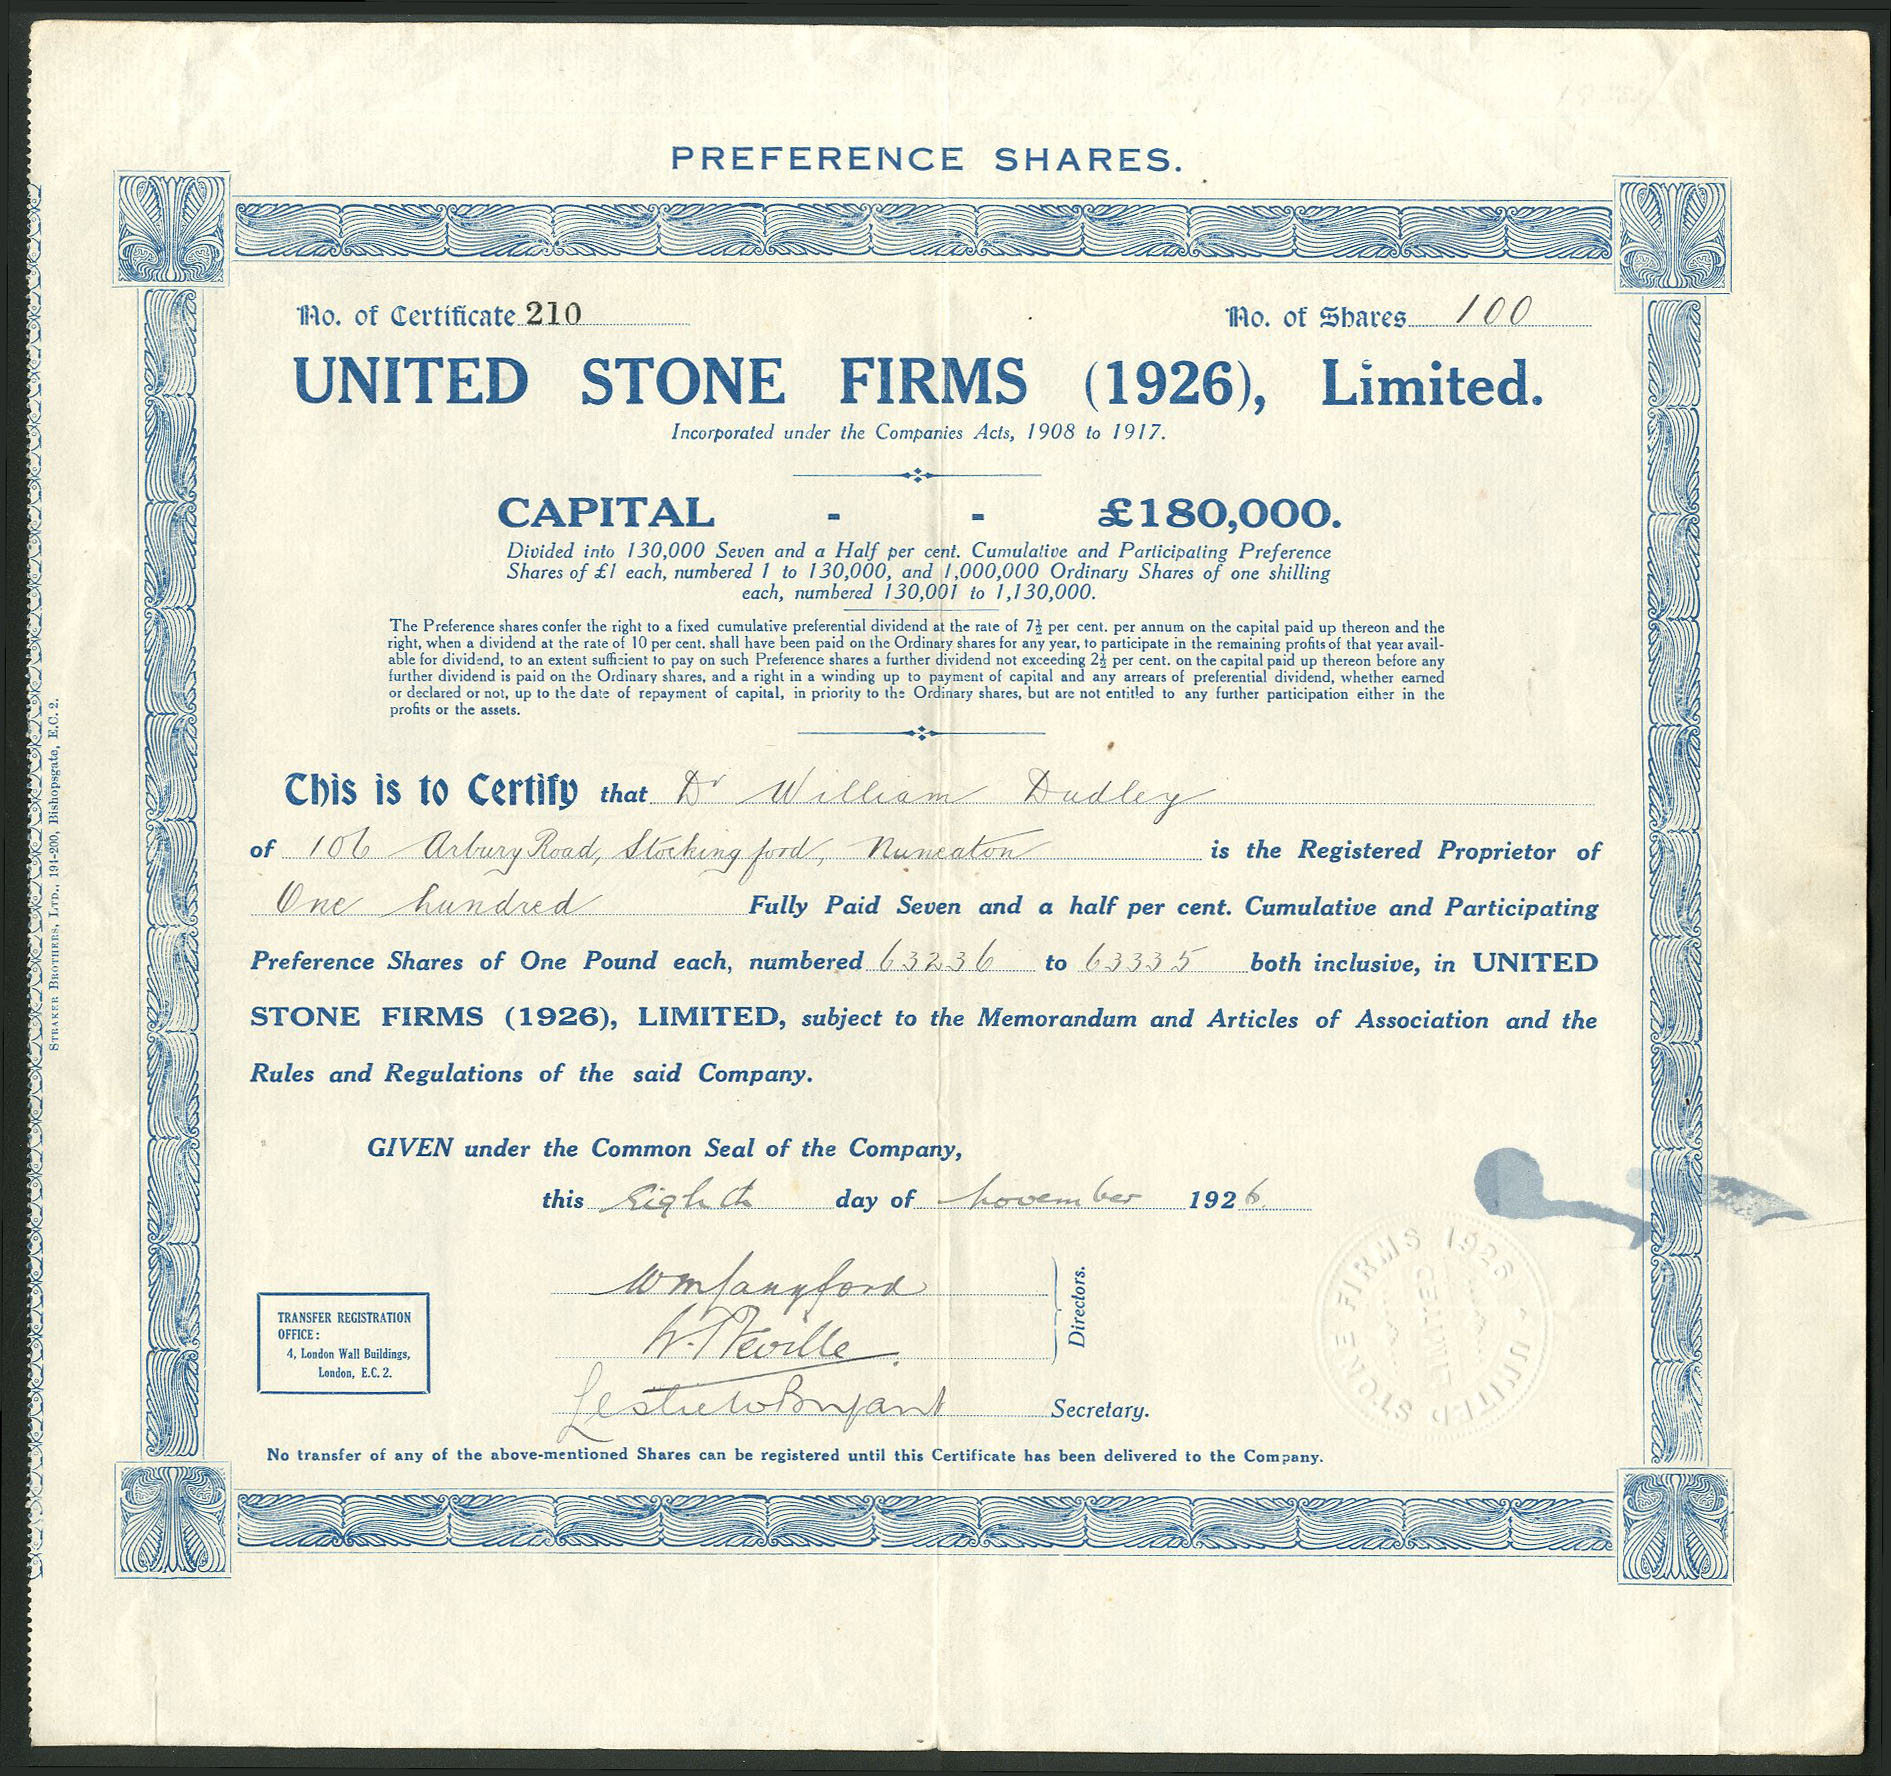 PREFERENCE SHARES.
No. of Certificate 210
No. of Shares 100
UNITED STONE FIRMS (1926), Limited.
Incorporated under the Companies Acts, 1908 to 1917.
CAPITAL - - £180,000.
Divided into 130,000 Seven and a Half per cent. Cumulative and Participating Preference
Shares of £1 each, numbered 1 to 130,000, and 1,000,000 Ordinary Shares of one shilling
each, numbered 130,001 to 1,130,000.
The Preference shares confer the right to a fixed cumulative preferential dividend at the rate of 7½ per cent. per annum on the capital paid up thereon and the
right, when a dividend at the rate of 10 per cent. shall have been paid on the Ordinary shares for any year, to participate in the remaining profits of that year avail-
able for dividend, to an extent sufficient to pay on such Preference shares a further dividend not exceeding 2½ per cent. on the capital paid up thereon before any
further dividend is paid on the Ordinary shares, and a right in a winding up to payment of capital and any arrears of preferential dividend, whether earned
or declared or not, up to the date of repayment of capital, in priority to the Ordinary shares, but are not entitled to any further participation either in the
profits or the assets.
This is to Certify that Dr William Dudley
of 106 Arbury Road, Stockingford, Nuneaton is the Registered Proprietor of
One hundred Fully Paid Seven and a half per cent. Cumulative and Participating
Preference Shares of One Pound each, numbered 63236 to 63335 both inclusive, in UNITED
STONE FIRMS (1926), LIMITED, subject to the Memorandum and Articles of Association and the
Rules and Regulations of the said Company.
GIVEN under the Common Seal of the Company,
this Eighth day of November 1926.
Wm Langford
W. Neville
Directors.
Leslie W Bryant Secretary.
TRANSFER REGISTRATION
OFFICE:
4, London Wall Buildings,
London, E.C. 2.
UNITED STONE FIRMS 1926
LIMITED
No transfer of any of the above-mentioned Shares can be registered until this Certificate has been delivered to the Company.
STRAKER BROTHERS, LTD., 194-200, Bishopsgate, E.C. 2.